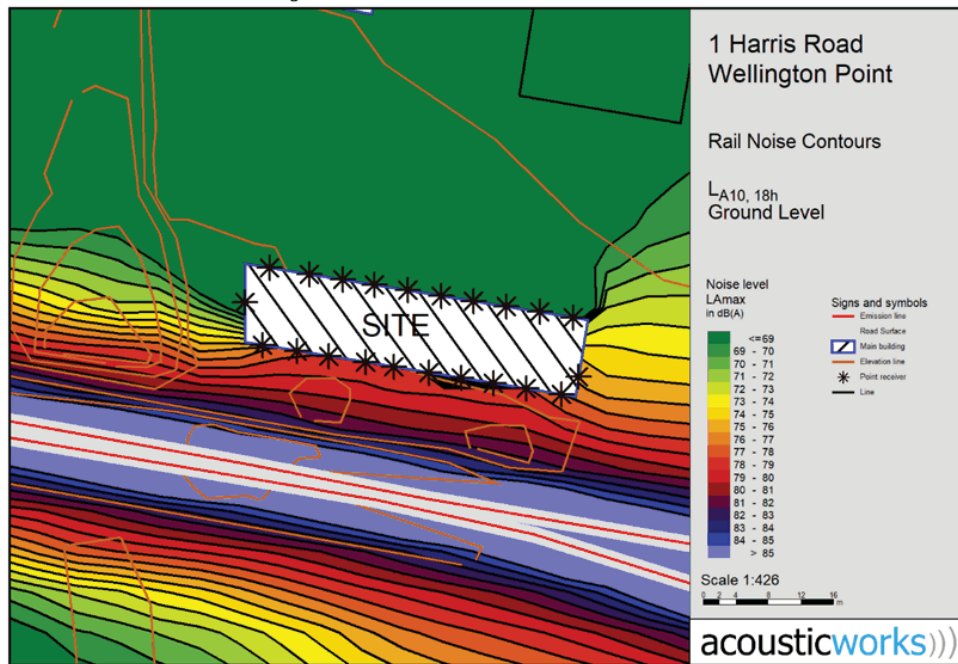 1 Harris Road
Wellington Point
Rail Noise Contours
LA10, 18h
Ground Level
Noise level
LAmax
in dB(A)
<=69
69 - 70
70 - 71
71 - 72
72 - 73
73 - 74
74 - 75
75 - 76
76 - 77
77 - 78
78 - 79
79 - 80
80 - 81
81 - 82
82 - 83
83 - 84
84 - 85
> 85
Signs and symbols
Emission line
Road Surface
Main building
Elevation line
Point receiver
Line
SITE
Scale 1:426
0 2 4 8 12 16
m
acousticworks)))